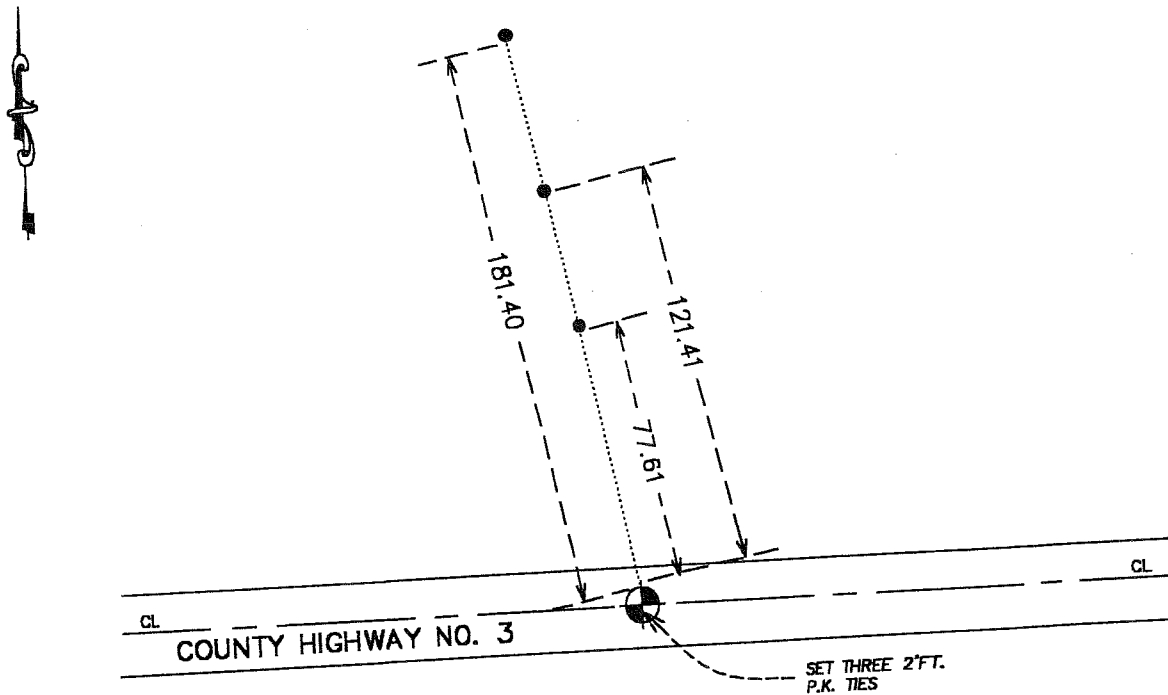 181.40
121.41
77.61
CL
CL
COUNTY HIGHWAY NO. 3
SET THREE 2'FT.
P.K. TIES